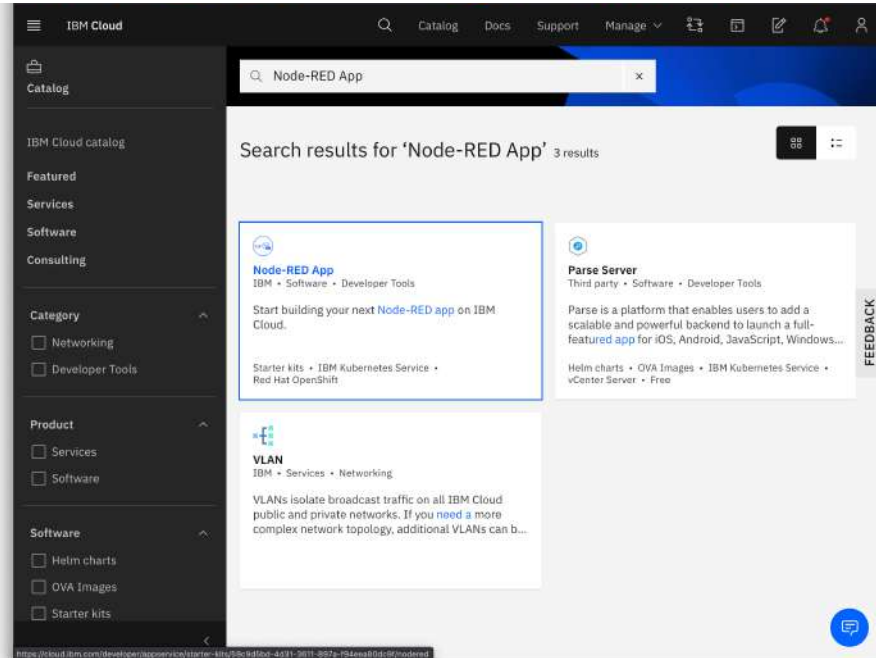 IBM Cloud
Catalog
Docs
Support
Manage
Catalog
IBM Cloud catalog
Featured
Services
Software
Consulting
Category
Networking
Developer Tools
Product
Services
Software
Software
Helm charts
OVA Images
Starter kits
Node-RED App
Search results for ‘Node-RED App’ 3 results
Node-RED App
IBM • Software • Developer Tools
Start building your next Node-RED app on IBM
Cloud.
Starter kits • IBM Kubernetes Service •
Red Hat OpenShift
Parse Server
Third party • Software • Developer Tools
Parse is a platform that enables users to add a
scalable and powerful backend to launch a full-
featured app for iOS, Android, JavaScript, Windows...
Helm charts • OVA Images • IBM Kubernetes Service •
vCenter Server • Free
VLAN
IBM • Services • Networking
VLANs isolate broadcast traffic on all IBM Cloud
public and private networks. If you need a more
complex network topology, additional VLANs can b...
FEEDBACK